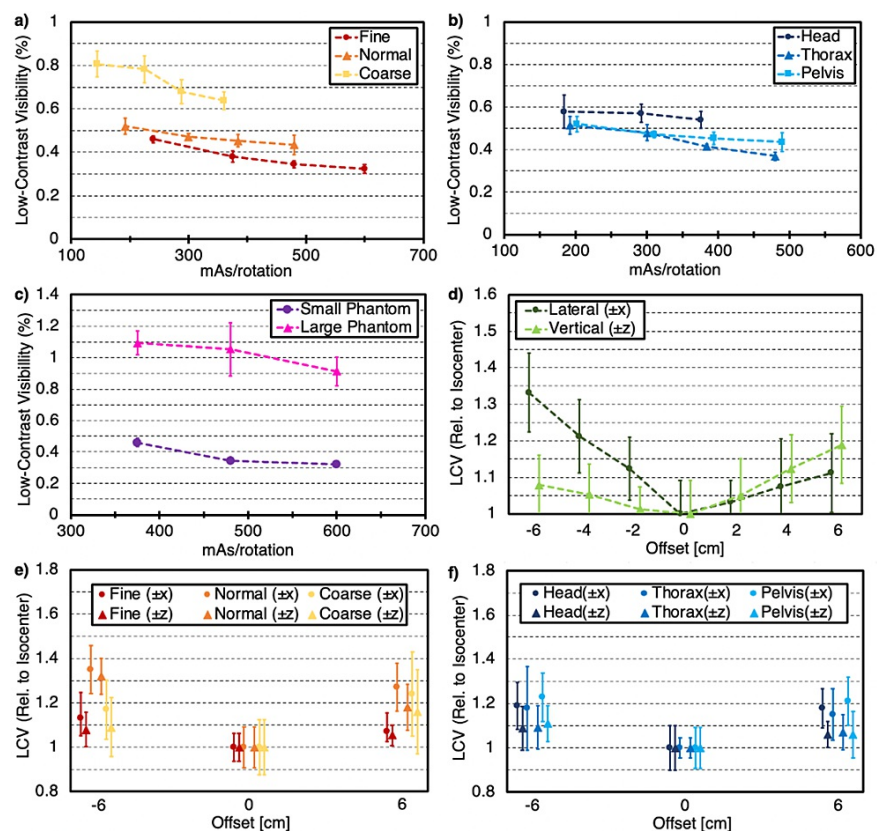 a)
Low-Contrast Visibility (%)
1
0.8
0.6
0.4
0.2
0
Fine
Normal
Coarse
100 300 500 700
mAs/rotation
b)
Low-Contrast Visibility (%)
1
0.8
0.6
0.4
0.2
0
Head
Thorax
Pelvis
100 200 300 400 500 600
mAs/rotation
c)
Low-Contrast Visibility (%)
1.4
1.2
1
0.8
0.6
0.4
0.2
0
Small Phantom
Large Phantom
300 400 500 600 700
mAs/rotation
d)
LCV (Rel. to Isocenter)
1.6
1.5
1.4
1.3
1.2
1.1
1
Lateral (±x)
Vertical (±z)
-6 -4 -2 0 2 4 6
Offset [cm]
e)
LCV (Rel. to Isocenter)
1.8
1.6
1.4
1.2
1
0.8
Fine (±x) Normal (±x) Coarse (±x)
Fine (±z) Normal (±z) Coarse (±z)
-6 0 6
Offset [cm]
f)
LCV (Rel. to Isocenter)
1.8
1.6
1.4
1.2
1
0.8
Head(±x) Thorax(±x) Pelvis(±x)
Head(±z) Thorax(±z) Pelvis(±z)
-6 0 6
Offset [cm]